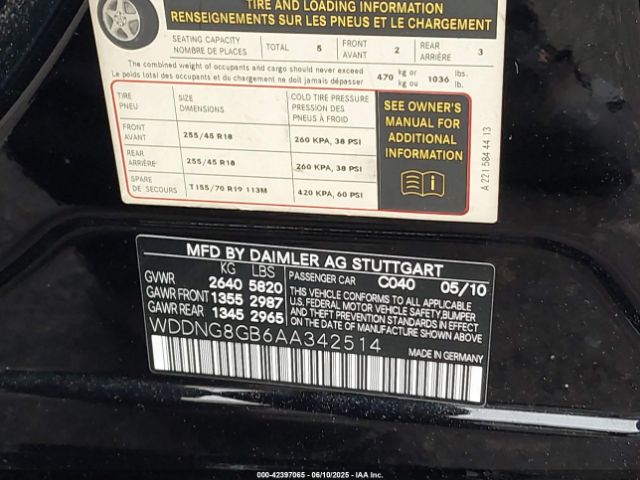 TIRE AND LOADING INFORMATION
RENSEIGNEMENTS SUR LES PNEUS ET LE CHARGEMENT
SEATING CAPACITY
NOMBRE DE PLACES
TOTAL 5
FRONT
AVANT 2
REAR
ARRIÈRE 3
The combined weight of occupants and cargo should never exceed
Le poids total des occupants et du chargement ne doit jamais dépasser
470 kg or 1036 lbs.
kg ou lb.
TIRE
PNEU
SIZE
DIMENSIONS
COLD TIRE PRESSURE
PRESSION DES
PNEUS À FROID
FRONT
AVANT
255/45 R18
260 KPA, 38 PSI
REAR
ARRIÈRE
255/45 R18
260 KPA, 38 PSI
SPARE
DE SECOURS
T155/70 R19 113M
420 KPA, 60 PSI
SEE OWNER'S
MANUAL FOR
ADDITIONAL
INFORMATION
A 221 584 44 13
MFD BY DAIMLER AG STUTTGART
KG LBS
GVWR 2640 5820
GAWR FRONT 1355 2987
GAWR REAR 1345 2965
PASSENGER CAR C040 05/10
THIS VEHICLE CONFORMS TO ALL APPLICABLE
U.S. FEDERAL MOTOR VEHICLE SAFETY, BUMPER,
AND THEFT PREVENTION STANDARDS IN EFFECT
ON THE DATE OF MANUFACTURE SHOWN ABOVE
WDDNG8GB6AA342514
MADE IN GERMANY
© 42397065 - 06/10/2025 - IAA Inc.